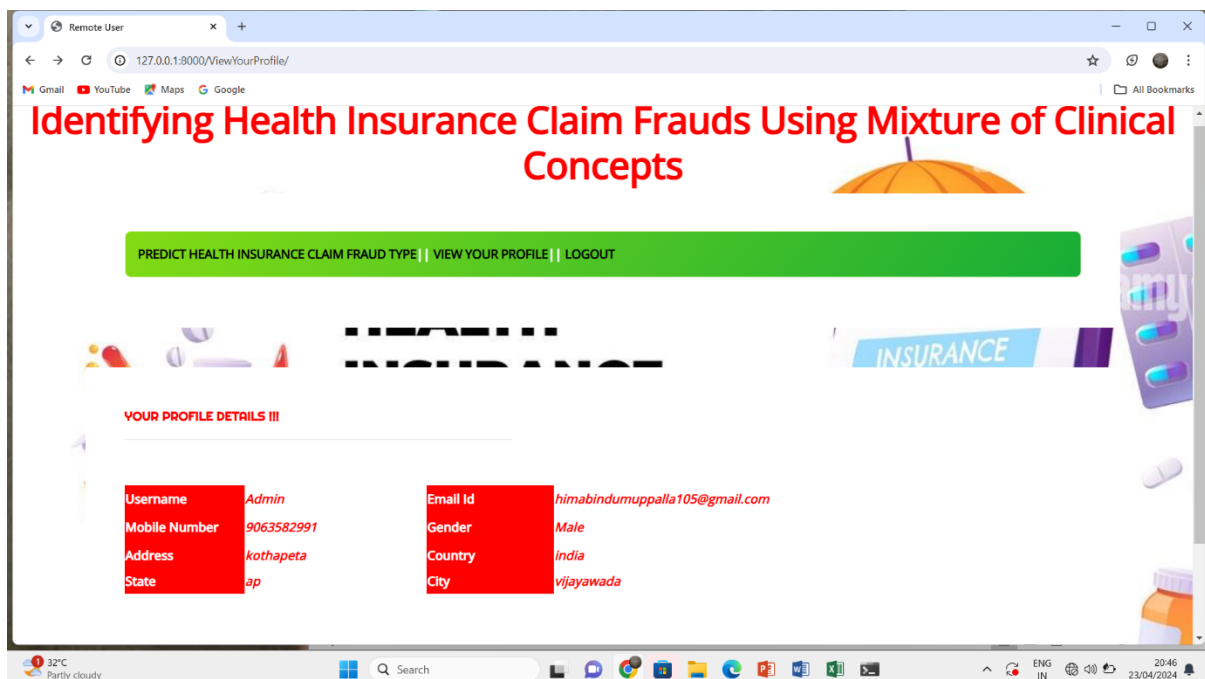 Remote User
127.0.0.1:8000/ViewYourProfile/
Gmail YouTube Maps Google All Bookmarks
Identifying Health Insurance Claim Frauds Using Mixture of Clinical
Concepts
PREDICT HEALTH INSURANCE CLAIM FRAUD TYPE|| VIEW YOUR PROFILE|| LOGOUT
HEALTH
INSURANCE
INSURANCE
YOUR PROFILE DETAILS !!!
Username Admin Email Id himabindumuppalla105@gmail.com
Mobile Number 9063582991 Gender Male
Address kothapeta Country india
State ap City vijayawada
1 32°C Search ENG 20:46
Partly cloudy IN 23/04/2024